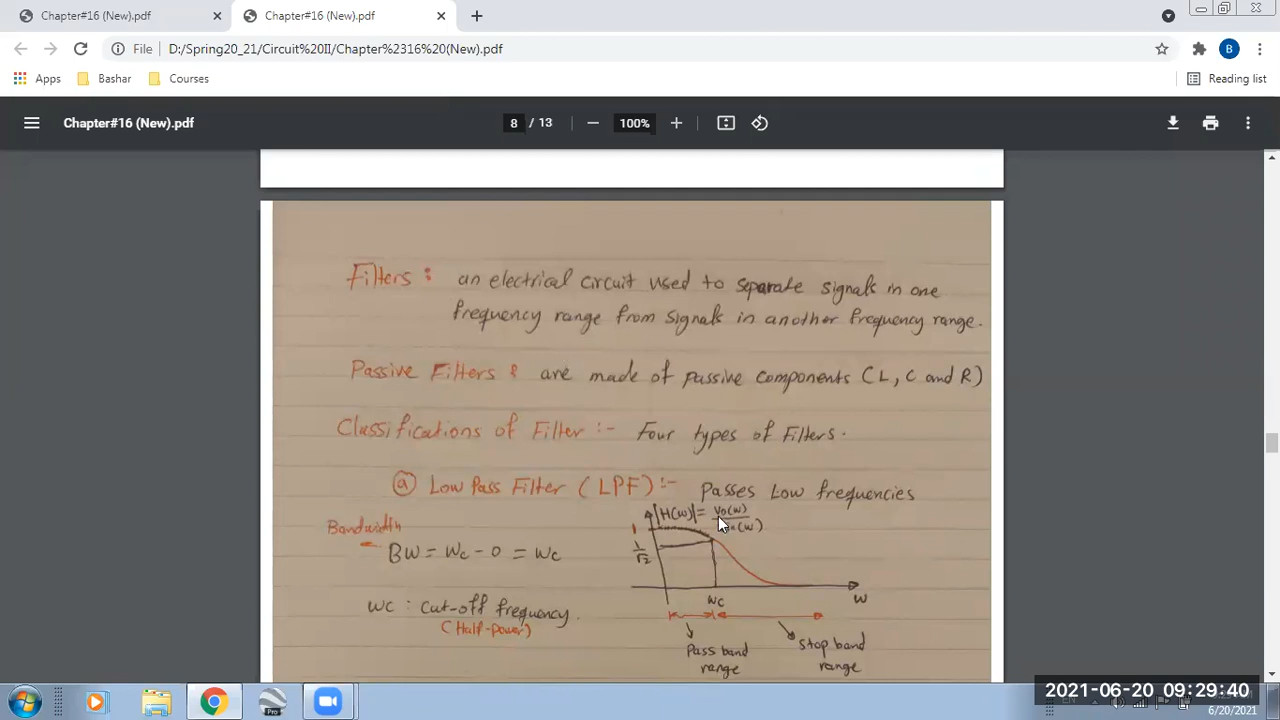 Chapter#16 (New).pdf
Chapter#16 (New).pdf
File
D:/Spring20_21/Circuit%20II/Chapter%2316%20(New).pdf
B
Apps
Bashar
Courses
Reading list
Chapter#16 (New).pdf
8 / 13
100%
Filters : an electrical circuit used to separate signals in one
frequency range from signals in another frequency range.
Passive Filters : are made of passive components (L, C and R)
Classifications of Filter :- Four types of Filters.
(a) Low Pass Filter (LPF) :- Passes Low frequencies
|H(w)| = Vo(w)
(w)
1
1/√2
Bandwidth
BW = Wc - 0 = Wc
wc : Cut-off frequency.
(Half-power)
wc
w
Pass band
range
Stop band
range
Pro
2021-06-20 09:29:40
6/20/2021